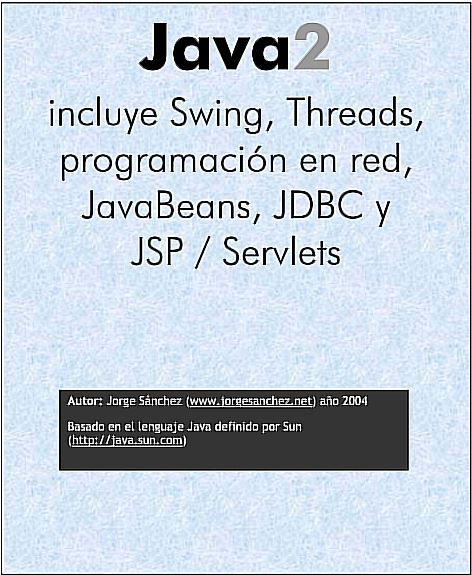 Java2
incluye Swing, Threads,
programación en red,
JavaBeans, JDBC y
JSP / Servlets
Autor: Jorge Sánchez (www.jorgesanchez.net) año 2004
Basado en el lenguaje Java definido por Sun
(http://java.sun.com)